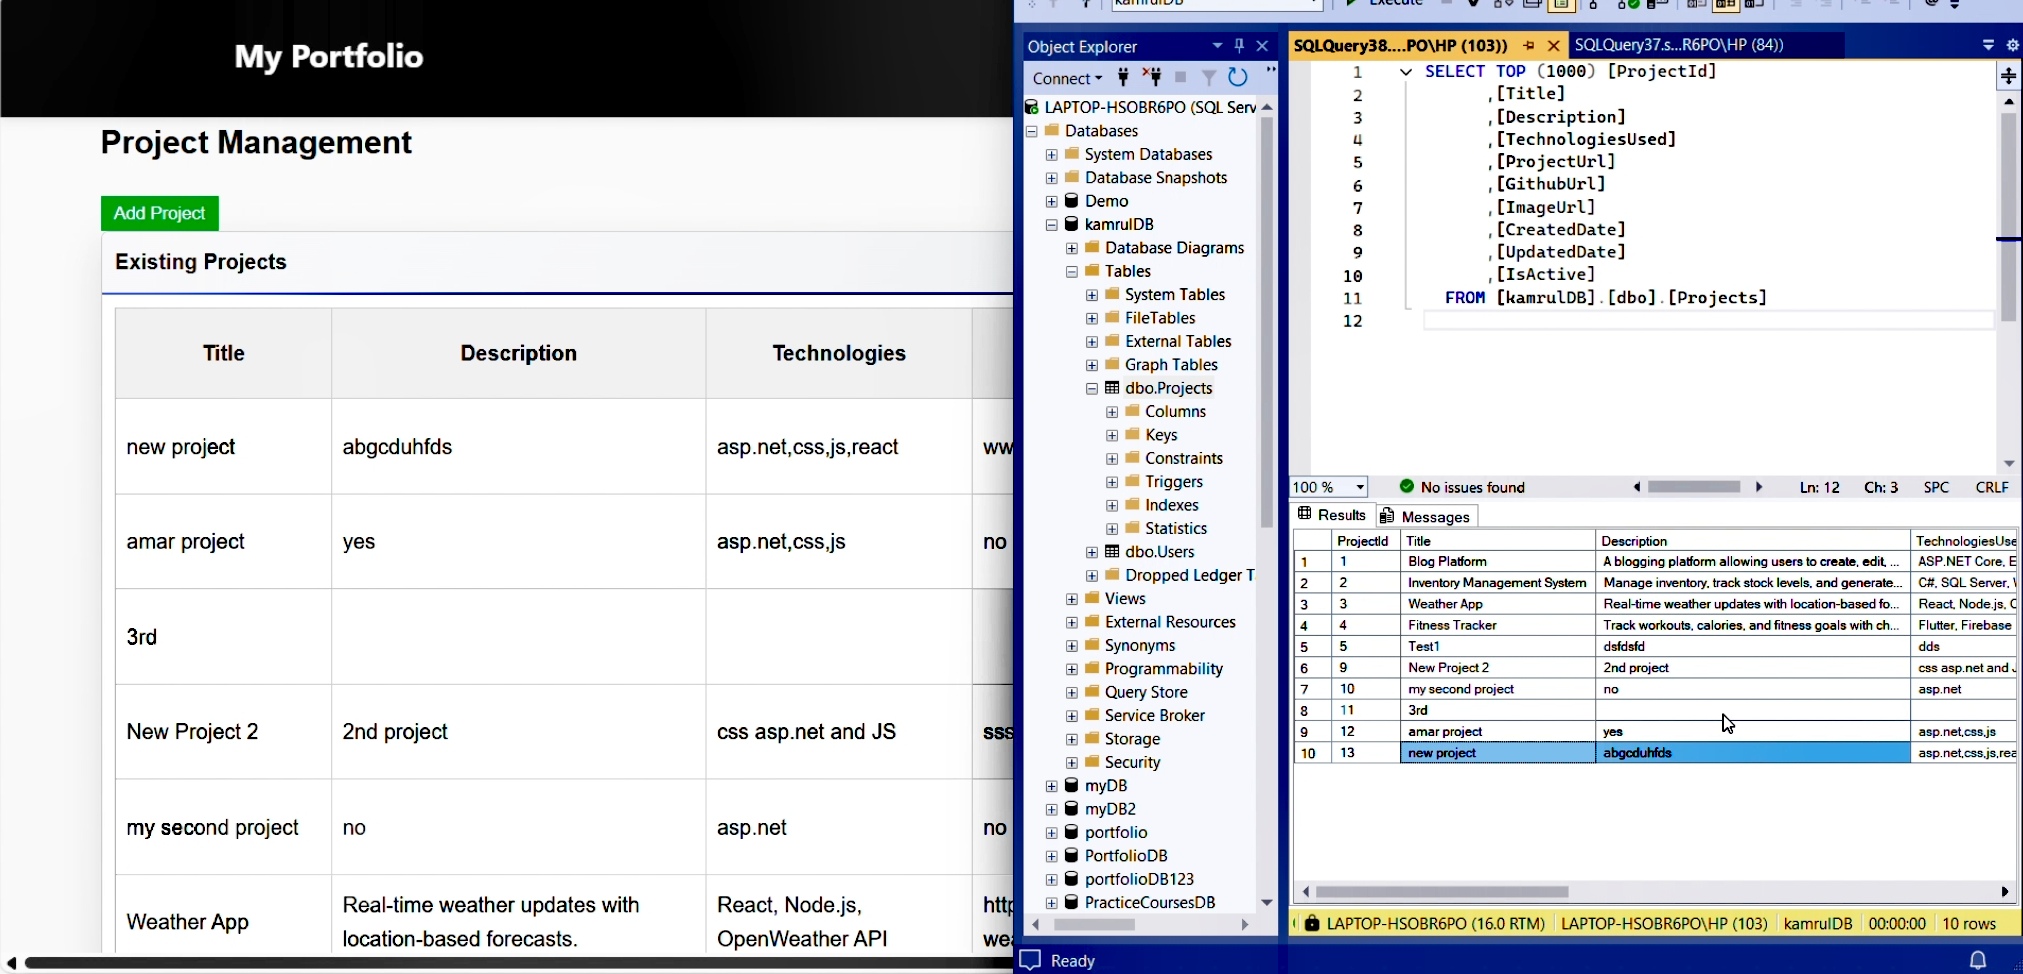 My Portfolio
Project Management
Add Project
Existing Projects
Title Description Technologies
new project abgcduhfds asp.net,css,js,react
amar project yes asp.net,css,js no
3rd
New Project 2 2nd project css asp.net and JS sss
my second project no asp.net no
Weather App Real-time weather updates with location-based forecasts. React, Node.js, OpenWeather API
Execute
Object Explorer
Connect
LAPTOP-HSOBR6PO (SQL Serv
Databases
System Databases
Database Snapshots
Demo
kamrulDB
Database Diagrams
Tables
System Tables
FileTables
External Tables
Graph Tables
dbo.Projects
Columns
Keys
Constraints
Triggers
Indexes
Statistics
dbo.Users
Dropped Ledger T
Views
External Resources
Synonyms
Programmability
Query Store
Service Broker
Storage
Security
myDB
myDB2
portfolio
PortfolioDB
portfolioDB123
PracticeCoursesDB
SQLQuery38....PO\HP (103)) SQLQuery37.s...R6PO\HP (84))
1 SELECT TOP (1000) [ProjectId]
2 ,[Title]
3 ,[Description]
4 ,[TechnologiesUsed]
5 ,[ProjectUrl]
6 ,[GithubUrl]
7 ,[ImageUrl]
8 ,[CreatedDate]
9 ,[UpdatedDate]
10 ,[IsActive]
11 FROM [kamrulDB].[dbo].[Projects]
12
100 % No issues found Ln: 12 Ch: 3 SPC CRLF
Results Messages
ProjectId Title Description TechnologiesUse
1 1 Blog Platform A blogging platform allowing users to create, edit, ... ASP.NET Core, E
2 2 Inventory Management System Manage inventory, track stock levels, and generate... C#, SQL Server,
3 3 Weather App Real-time weather updates with location-based fo... React, Node.js,
4 4 Fitness Tracker Track workouts, calories, and fitness goals with ch... Flutter, Firebase
5 5 Test1 dsfdsfd dds
6 9 New Project 2 2nd project css asp.net and J
7 10 my second project no asp.net
8 11 3rd
9 12 amar project yes asp.net,css,js
10 13 new project abgcduhfds asp.net,css,js,rea
LAPTOP-HSOBR6PO (16.0 RTM) LAPTOP-HSOBR6PO\HP (103) kamrulDB 00:00:00 10 rows
Ready